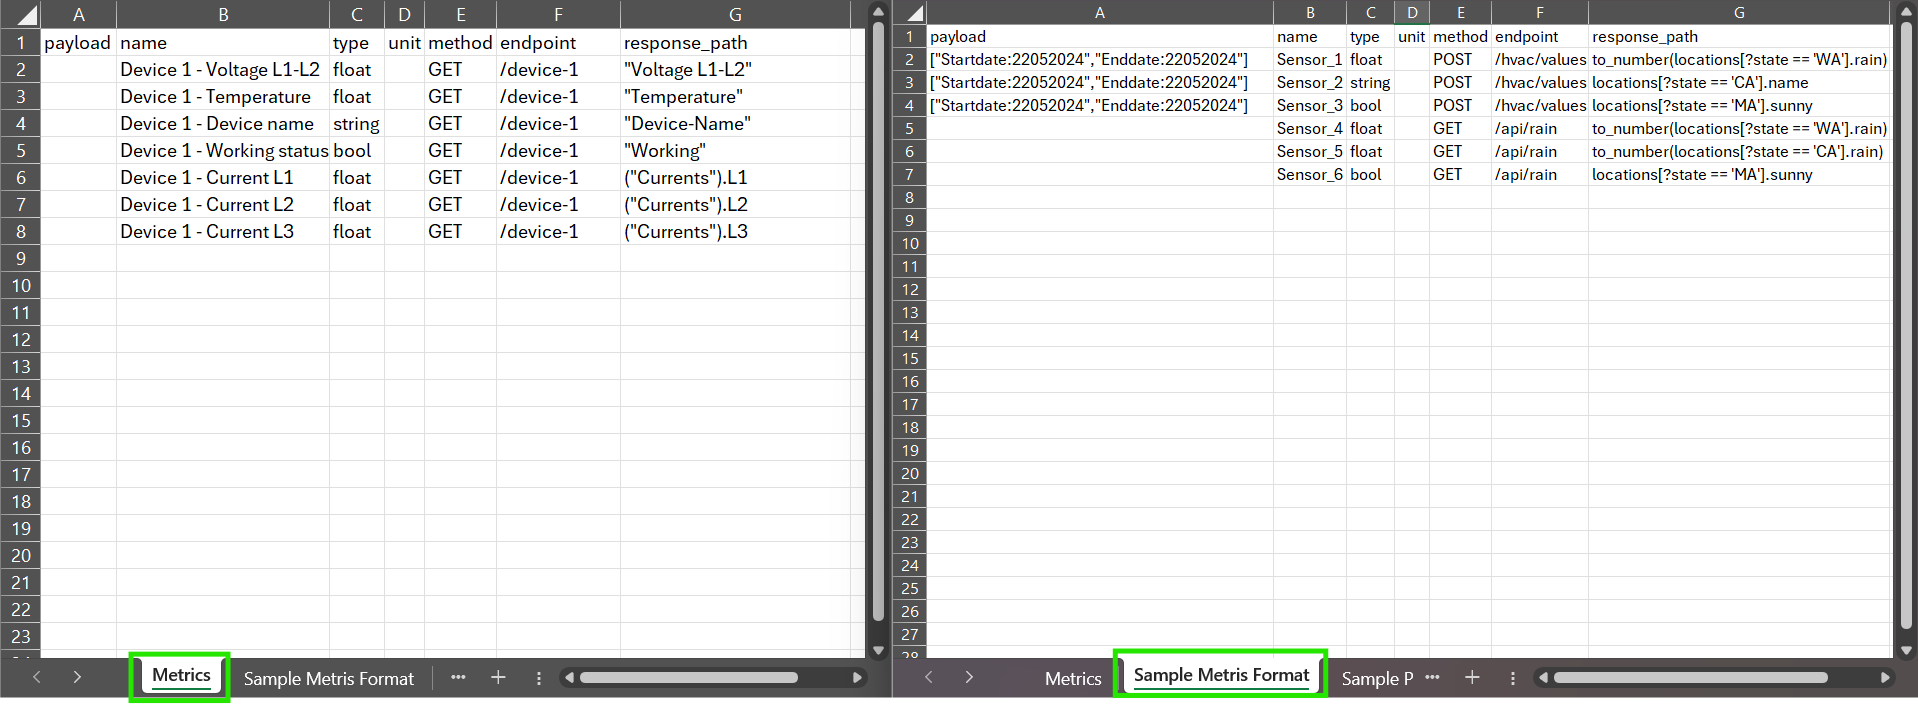 A B C D E F G
1 payload name type unit method endpoint response_path
2 Device 1 - Voltage L1-L2 float GET /device-1 "Voltage L1-L2"
3 Device 1 - Temperature float GET /device-1 "Temperature"
4 Device 1 - Device name string GET /device-1 "Device-Name"
5 Device 1 - Working status bool GET /device-1 "Working"
6 Device 1 - Current L1 float GET /device-1 ("Currents").L1
7 Device 1 - Current L2 float GET /device-1 ("Currents").L2
8 Device 1 - Current L3 float GET /device-1 ("Currents").L3
9
10
11
12
13
14
15
16
17
18
19
20
21
22
23
Metrics Sample Metris Format
A B C D E F G
1 payload name type unit method endpoint response_path
2 ["Startdate:22052024","Enddate:22052024"] Sensor_1 float POST /hvac/values to_number(locations[?state == 'WA'].rain)
3 ["Startdate:22052024","Enddate:22052024"] Sensor_2 string POST /hvac/values locations[?state == 'CA'].name
4 ["Startdate:22052024","Enddate:22052024"] Sensor_3 bool POST /hvac/values locations[?state == 'MA'].sunny
5 Sensor_4 float GET /api/rain to_number(locations[?state == 'WA'].rain)
6 Sensor_5 float GET /api/rain to_number(locations[?state == 'CA'].rain)
7 Sensor_6 bool GET /api/rain locations[?state == 'MA'].sunny
8
9
10
11
12
13
14
15
16
17
18
19
20
21
22
23
24
25
26
27
28
Metrics Sample Metris Format Sample P